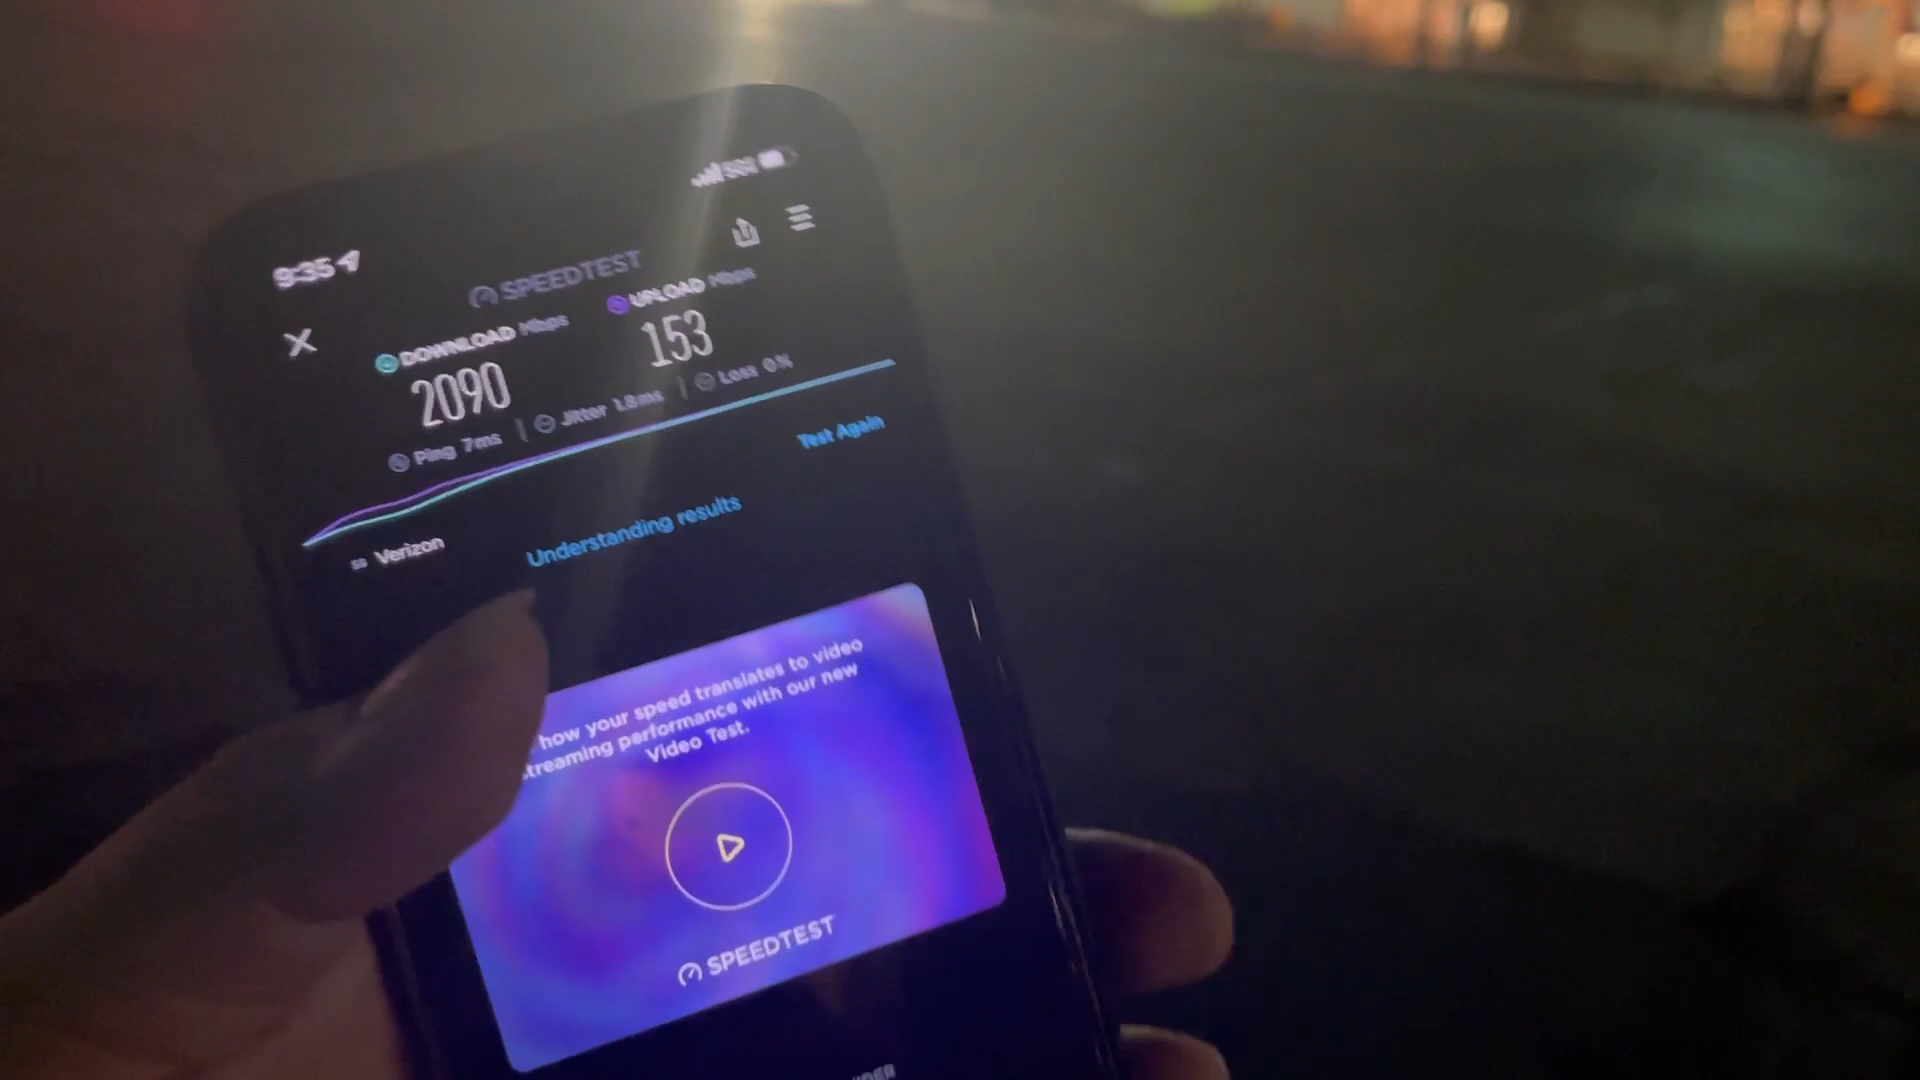 9:35
SPEEDTEST
DOWNLOAD Mbps
2090
UPLOAD Mbps
153
Ping 7ms
Jitter 1.8ms
Loss 0%
Test Again
Verizon
Understanding results
how your speed translates to video
streaming performance with our new
Video Test.
SPEEDTEST